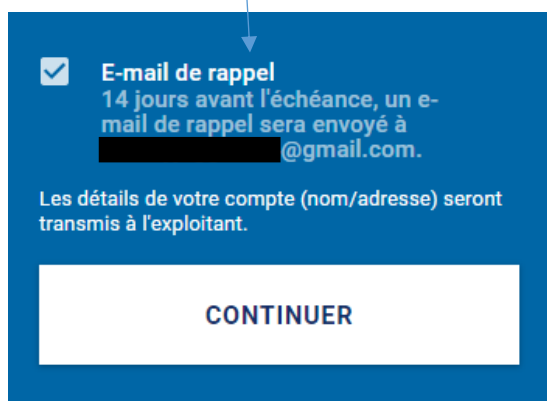 E-mail de rappel
14 jours avant l'échéance, un e-
mail de rappel sera envoyé à
@gmail.com.
Les détails de votre compte (nom/adresse) seront
transmis à l'exploitant.
CONTINUER